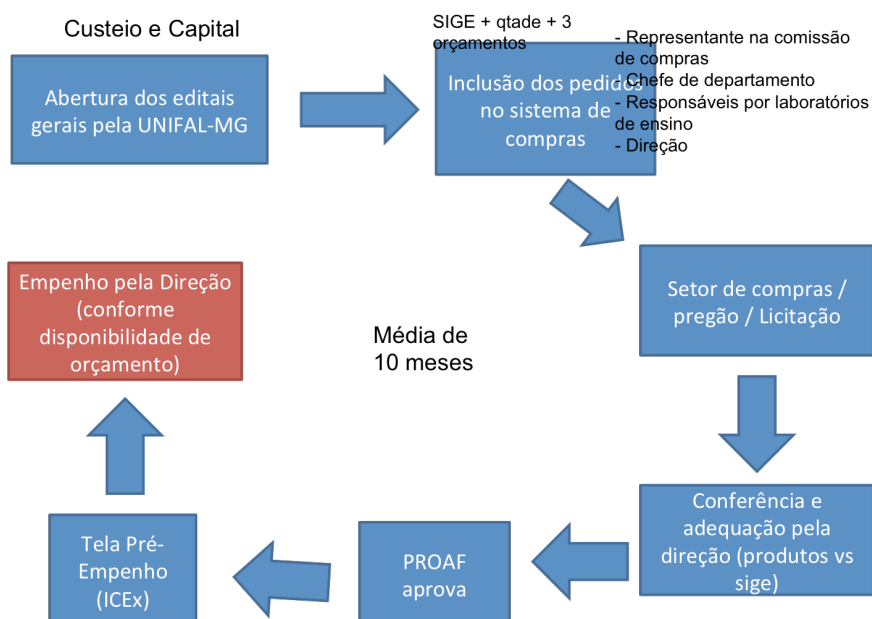 Custeio e Capital
Abertura dos editais
gerais pela UNIFAL-MG
SIGE + qtade + 3
orçamentos
Inclusão dos pedidos
no sistema de
compras
- Representante na comissão
de compras
- Chefe de departamento
- Responsáveis por laboratórios
de ensino
- Direção
Setor de compras /
pregão / Licitação
Conferência e
adequação pela
direção (produtos vs
sige)
PROAF
aprova
Tela Pré-
Empenho
(ICEx)
Empenho pela Direção
(conforme
disponibilidade de
orçamento)
Média de
10 meses